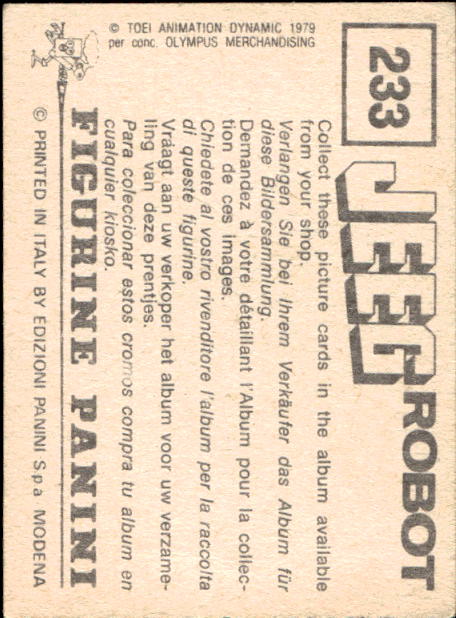 © TOEI ANIMATION DYNAMIC 1979
per conc. OLYMPUS MERCHANDISING
233
JEEG ROBOT
Collect these picture cards in the album available
from your shop.
Verlangen Sie bei Ihrem Verkäufer das Album für
diese Bildersammlung.
Demandez à votre détaillant l'Album pour la collec-
tion de ces images.
Chiedete al vostro rivenditore l'album per la raccolta
di queste figurine.
Vráagt aan uw verkoper het album voor uw verzame-
ling van deze prentjes.
Para coleccionar estos cromos compra tu album en
cualquier kiosko.
FIGURINE PANINI
© PRINTED IN ITALY BY EDIZIONI PANINI SpA MODENA